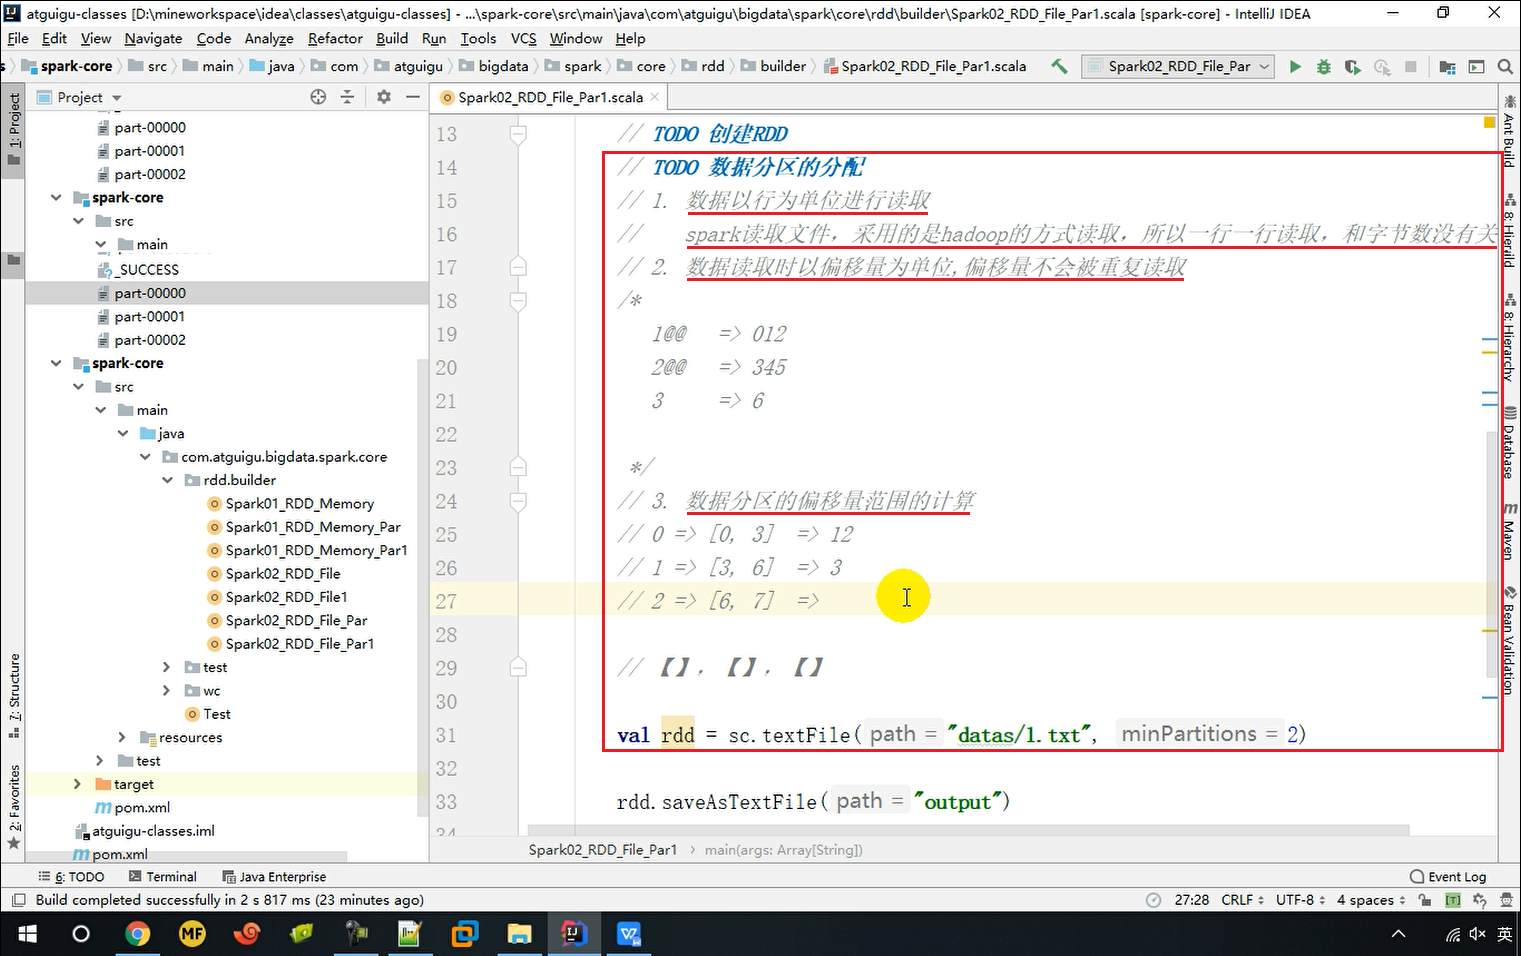 atguigu-classes [D:\mineworkspace\idea\classes\atguigu-classes] - ...\spark-core\src\main\java\com\atguigu\bigdata\spark\core\rdd\builder\Spark02_RDD_File_Par1.scala [spark-core] - IntelliJ IDEA
File Edit View Navigate Code Analyze Refactor Build Run Tools VCS Window Help
s spark-core src main java com atguigu bigdata spark core rdd builder Spark02_RDD_File_Par1.scala Spark02_RDD_File_Par
Project
Spark02_RDD_File_Par1.scala
1: Project
7: Structure
2: Favorites
part-00000
part-00001
part-00002
spark-core
src
main
_SUCCESS
part-00000
part-00001
part-00002
spark-core
src
main
java
com.atguigu.bigdata.spark.core
rdd.builder
Spark01_RDD_Memory
Spark01_RDD_Memory_Par
Spark01_RDD_Memory_Par1
Spark02_RDD_File
Spark02_RDD_File1
Spark02_RDD_File_Par
Spark02_RDD_File_Par1
test
wc
Test
resources
test
target
pom.xml
atguigu-classes.iml
pom.xml
13 // TODO 创建RDD
14 // TODO 数据分区的分配
15 // 1. 数据以行为单位进行读取
16 // spark读取文件，采用的是hadoop的方式读取，所以一行一行读取，和字节数没有关
17 // 2. 数据读取时以偏移量为单位,偏移量不会被重复读取
18 /*
19 1@@ => 012
20 2@@ => 345
21 3 => 6
22
23 */
24 // 3. 数据分区的偏移量范围的计算
25 // 0 => [0, 3] => 12
26 // 1 => [3, 6] => 3
27 // 2 => [6, 7] =>
28
29 // 【】,【】,【】
30
31 val rdd = sc.textFile( path = "datas/1.txt", minPartitions = 2)
32
33 rdd.saveAsTextFile( path = "output")
34
Spark02_RDD_File_Par1 main(args: Array[String])
Ant Build
8: Hierarchy
Database
Maven
Bean Validation
6: TODO Terminal Java Enterprise Event Log
Build completed successfully in 2 s 817 ms (23 minutes ago) 27:28 CRLF UTF-8 4 spaces
英